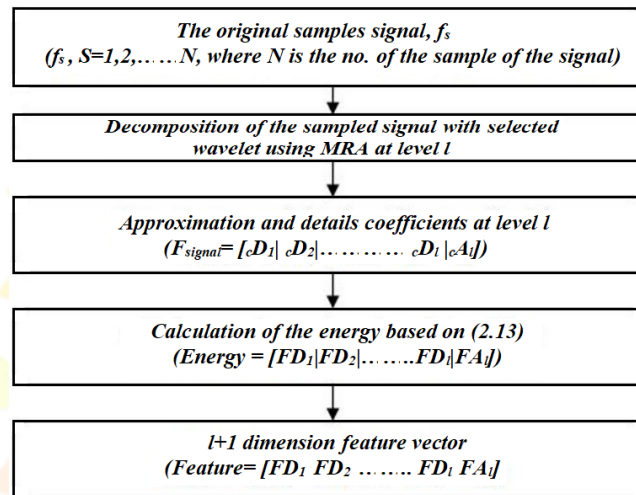 The original samples signal, fₛ
(fₛ , S=1,2,……N, where N is the no. of the sample of the signal)
Decomposition of the sampled signal with selected
wavelet using MRA at level l
Approximation and details coefficients at level l
(F_signal= [cD₁| cD₂|………… cDₗ |cAₗ])
Calculation of the energy based on (2.13)
(Energy = [FD₁|FD₂|……..FDₗ|FAₗ])
l+1 dimension feature vector
(Feature= [FD₁ FD₂ …….. FDₗ FAₗ]